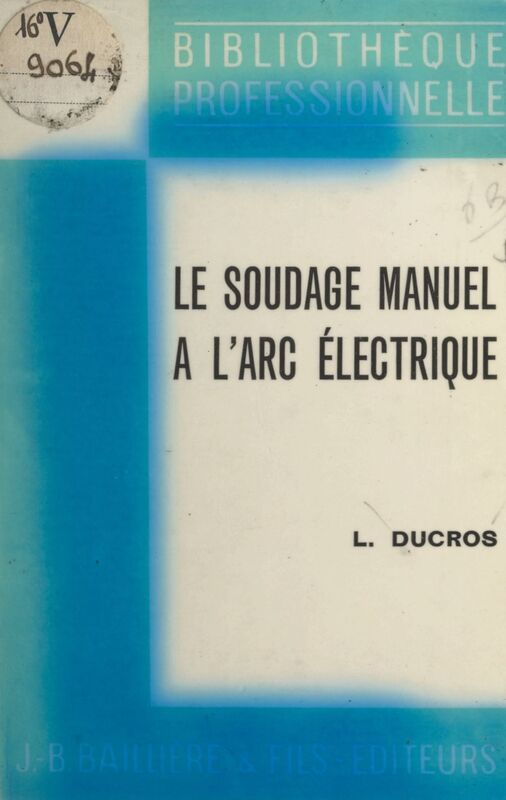 16° V
9064
BIBLIOTHÈQUE
PROFESSIONNELLE
LE SOUDAGE MANUEL
A L'ARC ÉLECTRIQUE
L. DUCROS
J.-B. BAILLIÈRE & FILS - ÉDITEURS